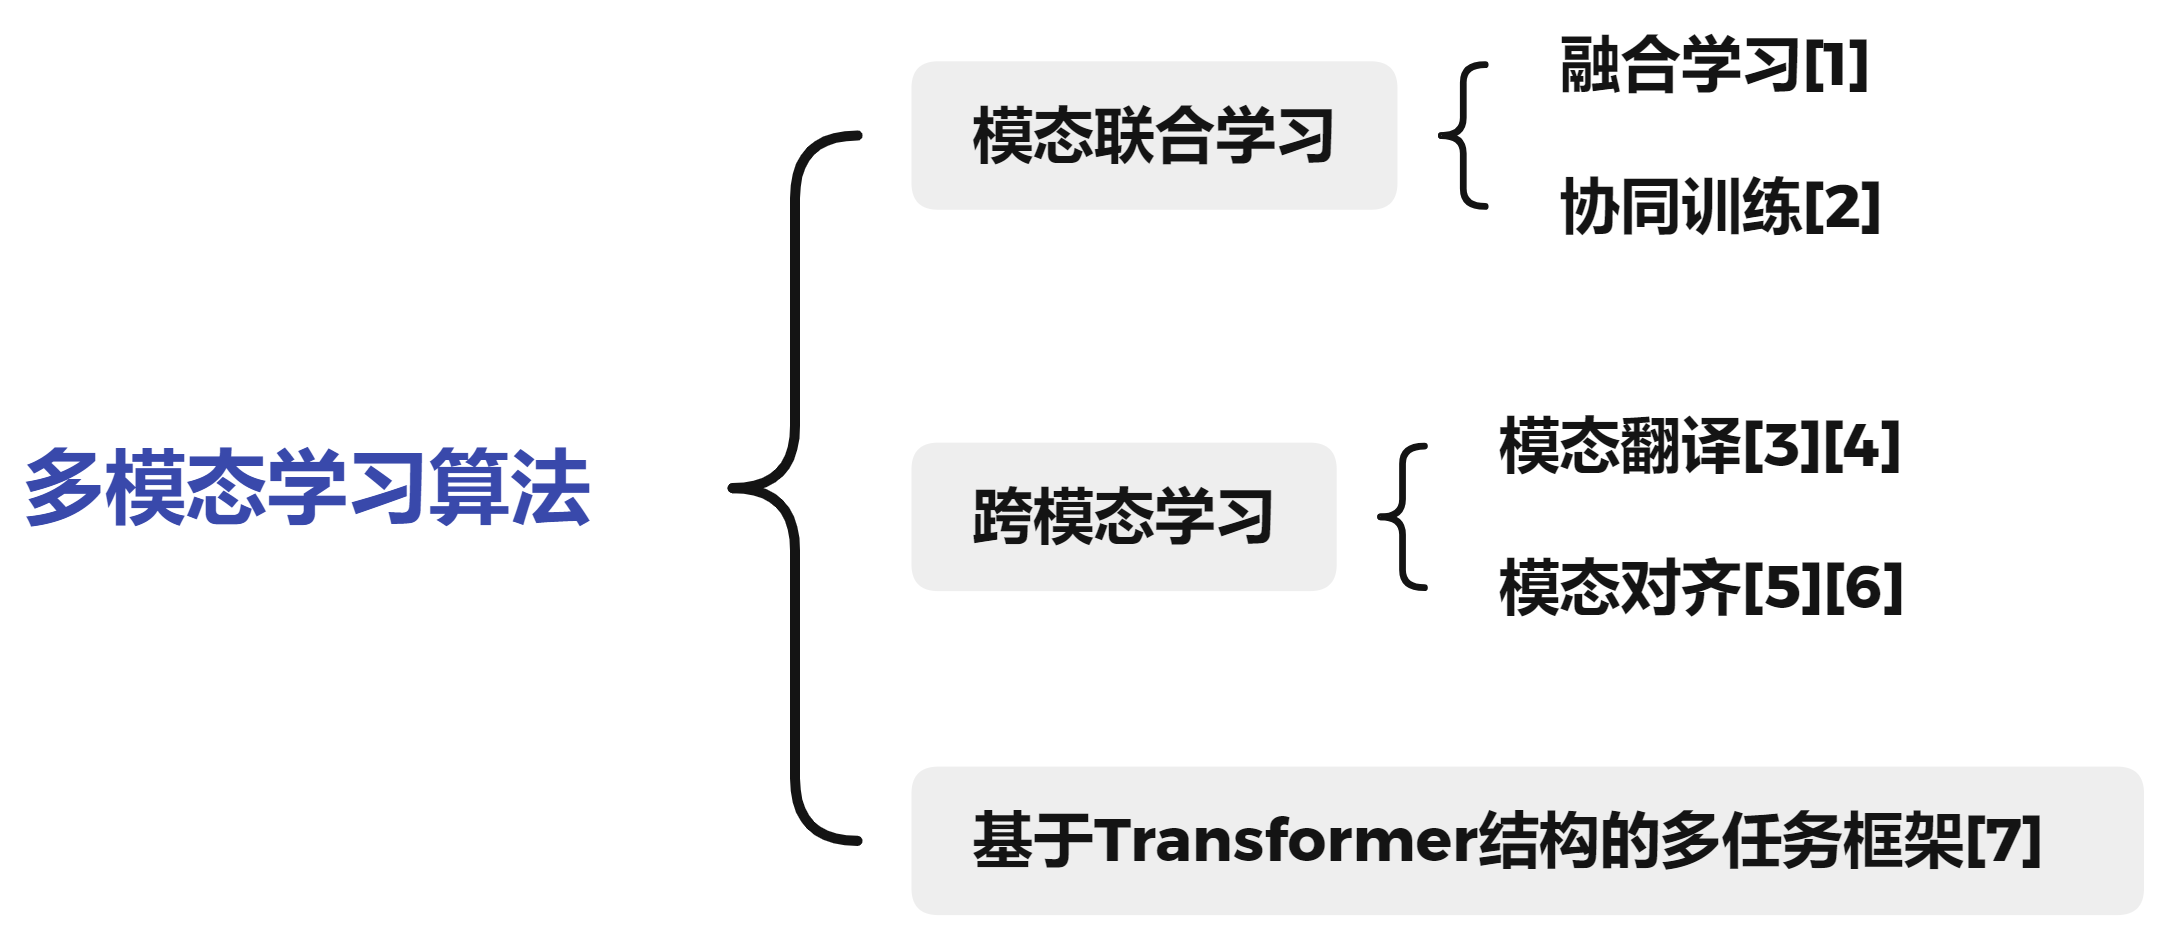 多模态学习算法
模态联合学习
融合学习[1]
协同训练[2]
跨模态学习
模态翻译[3][4]
模态对齐[5][6]
基于Transformer结构的多任务框架[7]